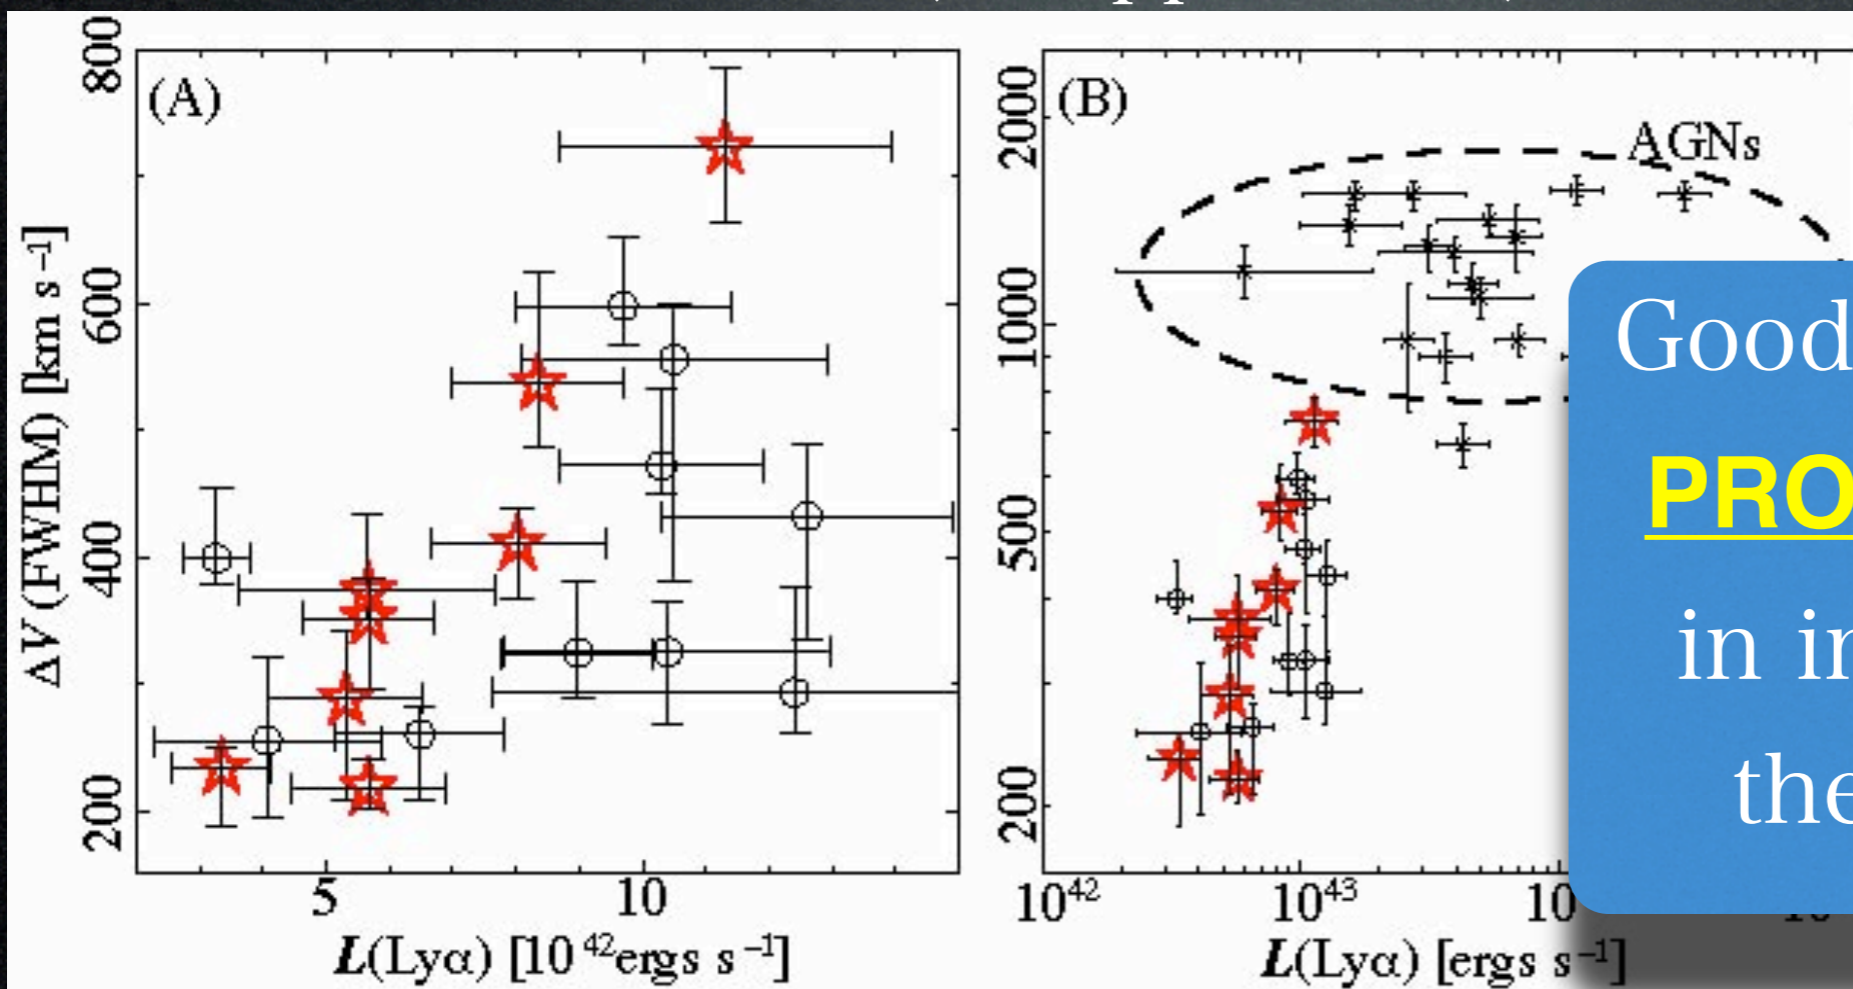 (A)
800
600
400
200
ΔV (FWHM) [km s⁻¹]
5
10
L(Lyα) [10⁴²ergs s⁻¹]
(B)
AGNs
2000
1000
500
200
10⁴²
10⁴³
10
L(Lyα) [ergs s⁻¹]
Good
PRO
in
the